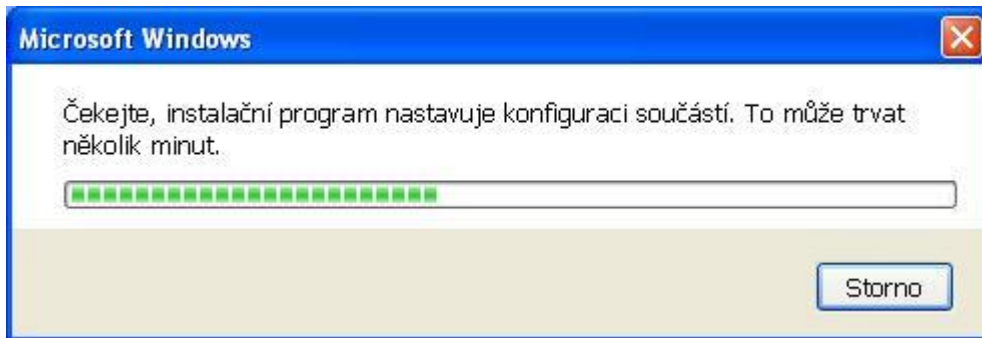 Microsoft Windows
Čekejte, instalační program nastavuje konfiguraci součástí. To může trvat
několik minut.
Storno